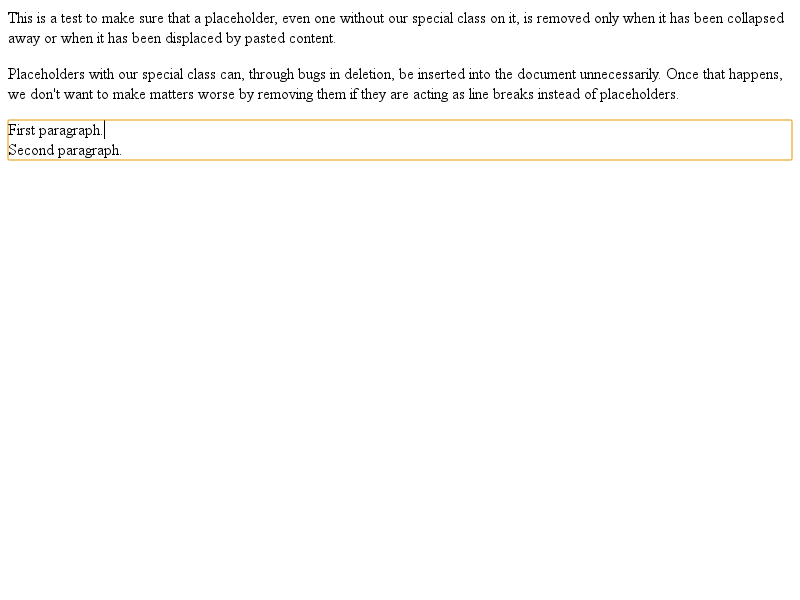 This is a test to make sure that a placeholder, even one without our special class on it, is removed only when it has been collapsed
away or when it has been displaced by pasted content.
Placeholders with our special class can, through bugs in deletion, be inserted into the document unnecessarily. Once that happens,
we don't want to make matters worse by removing them if they are acting as line breaks instead of placeholders.
First paragraph.
Second paragraph.